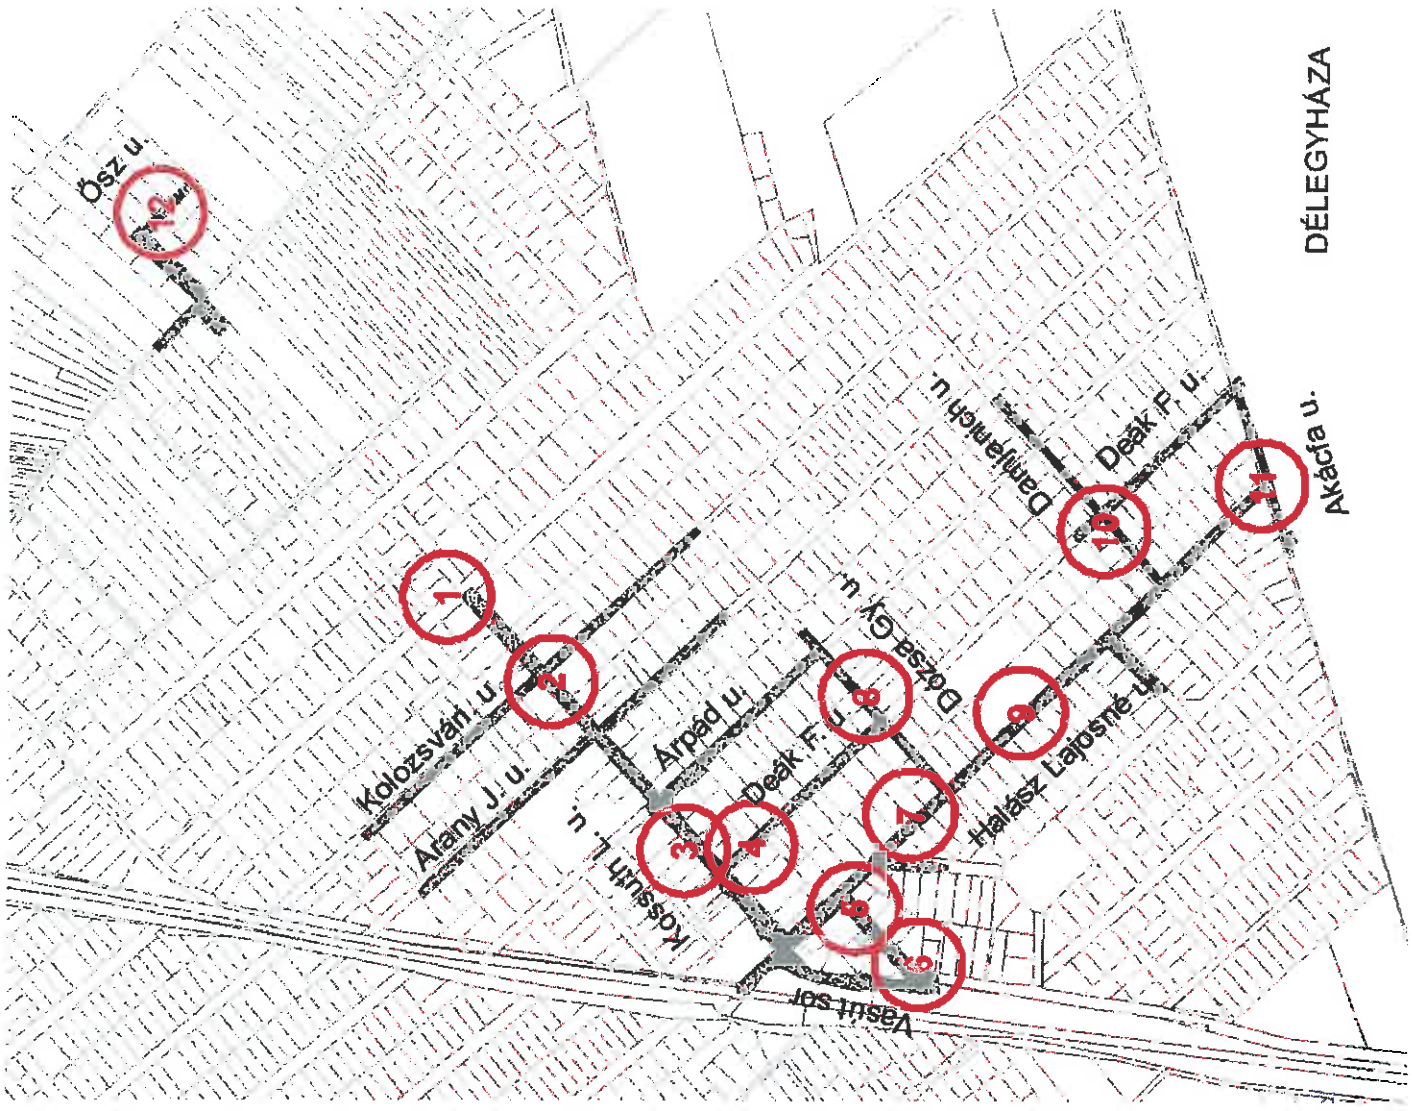 DÉLEGYHÁZA
Ősz u.
12
1
Kolozsvári u.
2
Arany J. u.
Kossuth L. u.
3
Árpád u.
4
Deák F. u.
5
6
Vasút sor
7
8
Dózsa Gy u.
9
Halász Lajosné u.
10
Damjanich u.
Deák F. u.
11
Akácfa u.